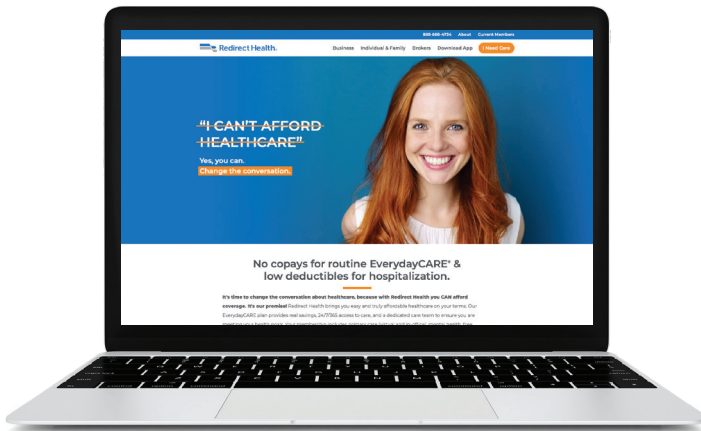 888-688-4734 About Current Members
Redirect Health. Business Individual & Family Brokers Download App I Need Care
"I CAN'T AFFORD
HEALTHCARE"
Yes, you can.
Change the conversation.
No copays for routine EverydayCARE* &
low deductibles for hospitalization.
It's time to change the conversation about healthcare, because with Redirect Health you CAN afford
coverage. It's our promise! Redirect Health brings you easy and truly affordable healthcare on your terms. Our
EverydayCARE plan provides real savings, 24/7/365 access to care, and a dedicated care team to ensure you are